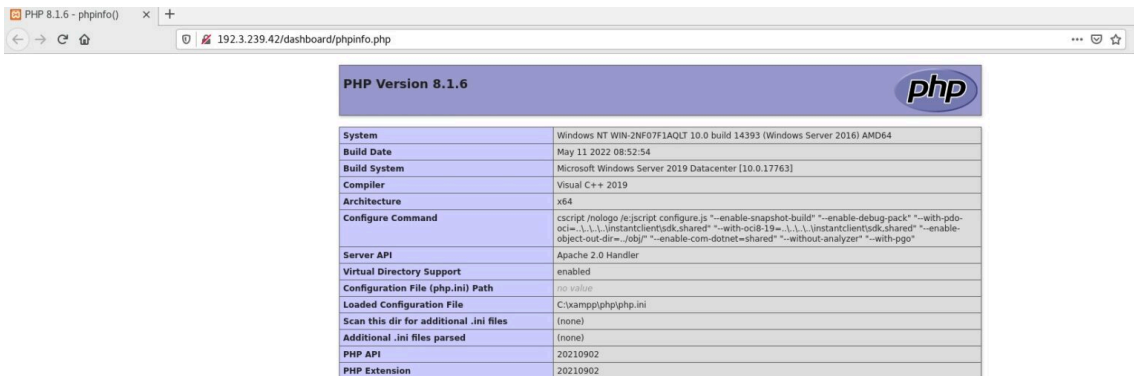 PHP 8.1.6 - phpinfo()
192.3.239.42/dashboard/phpinfo.php
PHP Version 8.1.6
php
System Windows NT WIN-2NF07F1AQLT 10.0 build 14393 (Windows Server 2016) AMD64
Build Date May 11 2022 08:52:54
Build System Microsoft Windows Server 2019 Datacenter [10.0.17763]
Compiler Visual C++ 2019
Architecture x64
Configure Command cscript /nologo /e:jscript configure.js "--enable-snapshot-build" "--enable-debug-pack" "--with-pdo-
oci=..\..\..\..\instantclient\sdk,shared" "--with-oci8-19=..\..\..\..\instantclient\sdk,shared" "--enable-
object-out-dir=../obj/" "--enable-com-dotnet=shared" "--without-analyzer" "--with-pgo"
Server API Apache 2.0 Handler
Virtual Directory Support enabled
Configuration File (php.ini) Path no value
Loaded Configuration File C:\xampp\php\php.ini
Scan this dir for additional .ini files (none)
Additional .ini files parsed (none)
PHP API 20210902
PHP Extension 20210902